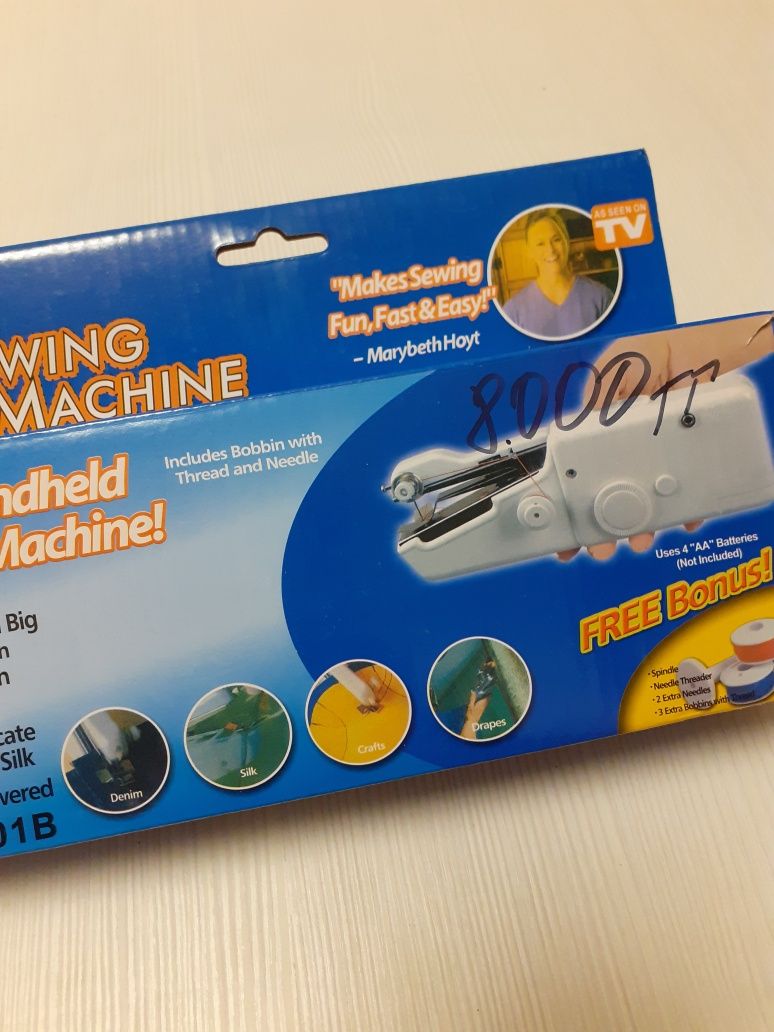 AS SEEN ON
TV
"Makes Sewing
Fun, Fast & Easy!"
– Marybeth Hoyt
WING
MACHINE
8000тг
ndheld
Machine!
Includes Bobbin with
Thread and Needle
Uses 4 "AA" Batteries
(Not Included)
FREE Bonus!
• Spindle
• Needle Threader
• 2 Extra Needles
• 3 Extra Bobbins with Thread
Big
n
n
cate
Silk
wered
01B
Denim
Silk
Crafts
Drapes